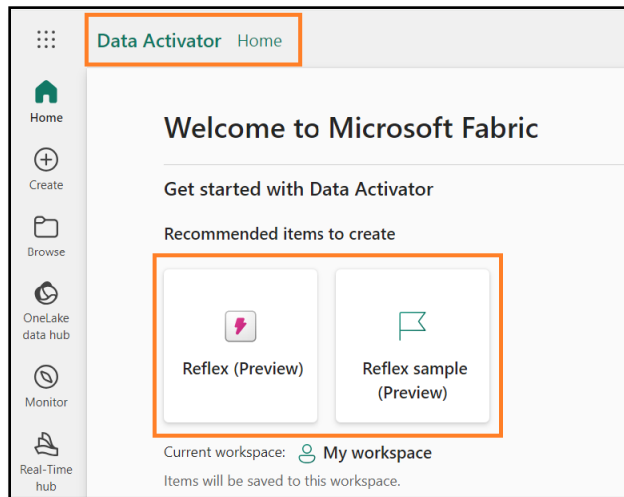 Data Activator Home
Home
Create
Browse
OneLake
data hub
Monitor
Real-Time
hub
Welcome to Microsoft Fabric
Get started with Data Activator
Recommended items to create
Reflex (Preview)
Reflex sample
(Preview)
Current workspace: My workspace
Items will be saved to this workspace.